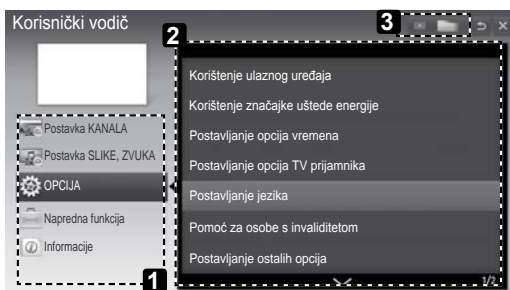 Korisnički vodič
3
2
Postavka KANALA
Postavka SLIKE, ZVUKA
OPCIJA
Napredna funkcija
Informacije
1
Korištenje ulaznog uređaja
Korištenje značajke uštede energije
Postavljanje opcija vremena
Postavljanje opcija TV prijamnika
Postavljanje jezika
Pomoć za osobe s invaliditetom
Postavljanje ostalih opcija
1/2